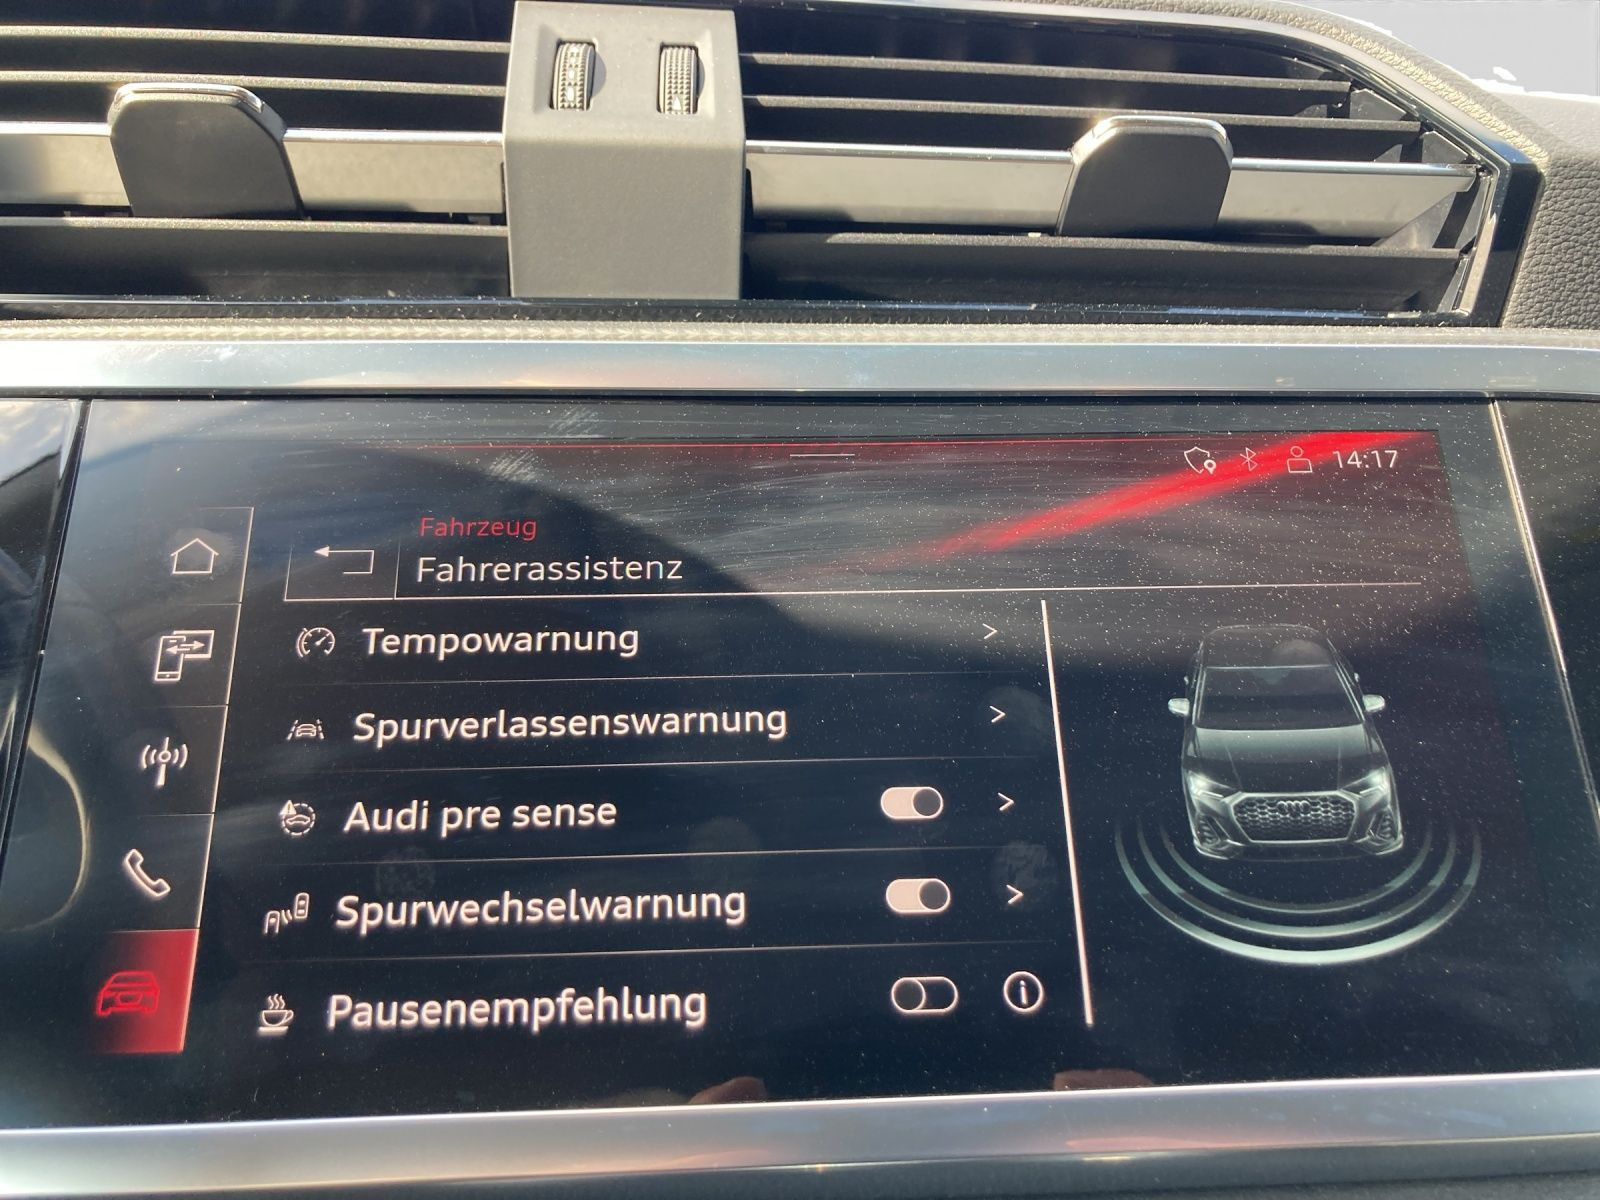 14:17
Fahrzeug
Fahrerassistenz
Tempowarnung
Spurverlassenswarnung
Audi pre sense
Spurwechselwarnung
Pausenempfehlung